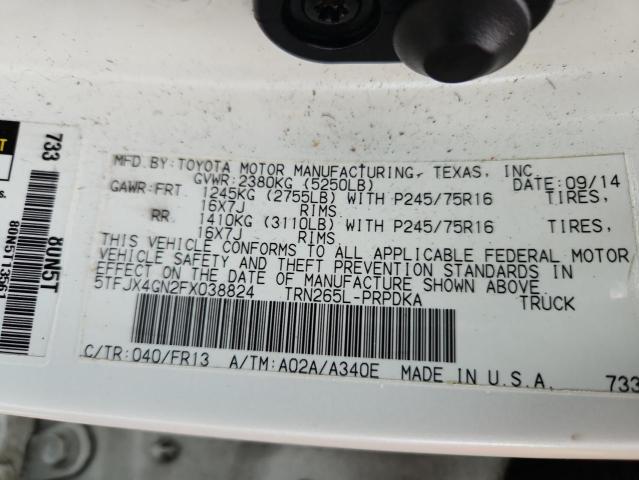 MFD BY: TOYOTA MOTOR MANUFACTURING, TEXAS, INC.
GVWR: 2380KG (5250LB) DATE: 09/14
GAWR: FRT 1245KG (2755LB) WITH P245/75R16 TIRES,
16X7J RIMS
RR 1410KG (3110LB) WITH P245/75R16 TIRES,
16X7J RIMS
THIS VEHICLE CONFORMS TO ALL APPLICABLE FEDERAL MOTOR
VEHICLE SAFETY AND THEFT PREVENTION STANDARDS IN
EFFECT ON THE DATE OF MANUFACTURE SHOWN ABOVE
5TFJX4GN2FX038824 TRN265L-PRPDKA TRUCK
C/TR: 040/FR13 A/TM: A02A/A340E MADE IN U.S.A. 733
733
8UN5T
8UN5T13561